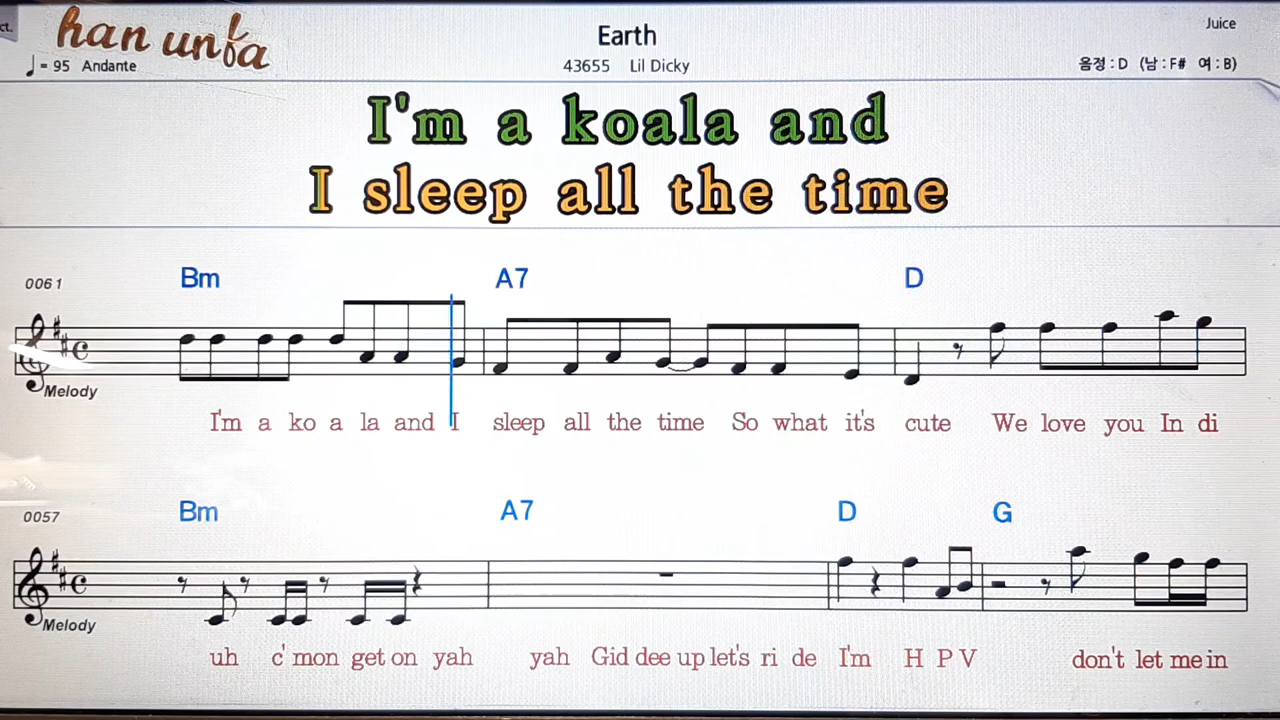 ct.
han unfa
Earth
Juice
♩ = 95 Andante
43655 Lil Dicky
음정 : D (남 : F# 여 : B)
I'm a koala and
I sleep all the time
0061
Bm A7 D
Melody
I'm a ko a la and I sleep all the time So what it's cute We love you In di
0057
Bm A7 D G
Melody
uh c'mon get on yah yah Gid dee up let's ri de I'm H P V don't let me in